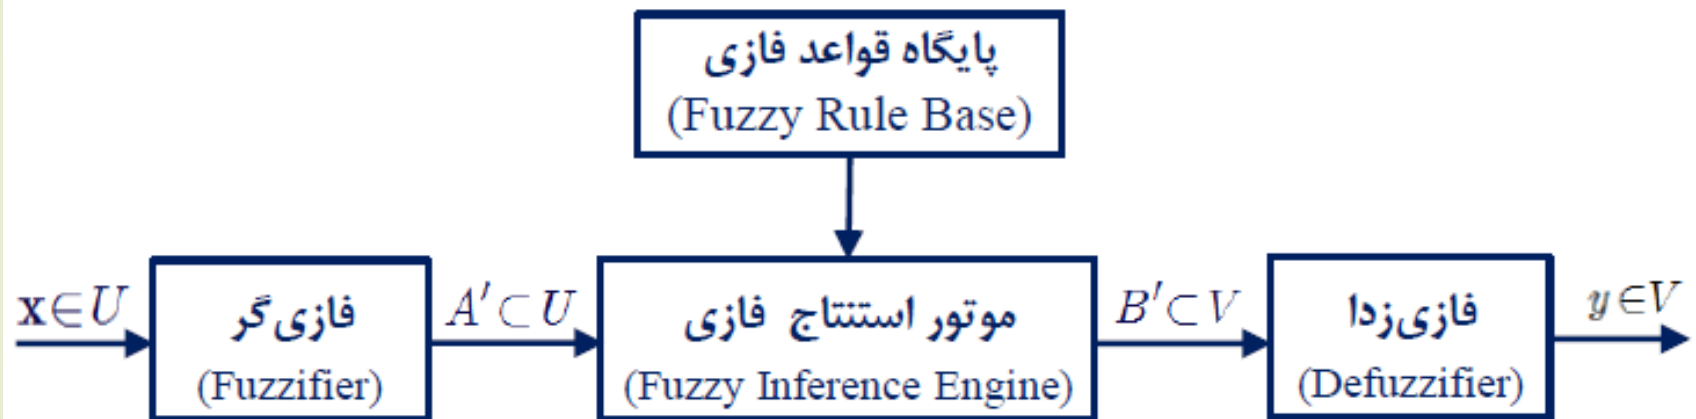 پایگاه قواعد فازی
(Fuzzy Rule Base)
x∈U
فازی‌گر
(Fuzzifier)
A′⊂U
موتور استنتاج فازی
(Fuzzy Inference Engine)
B′⊂V
فازی‌زدا
(Defuzzifier)
y∈V